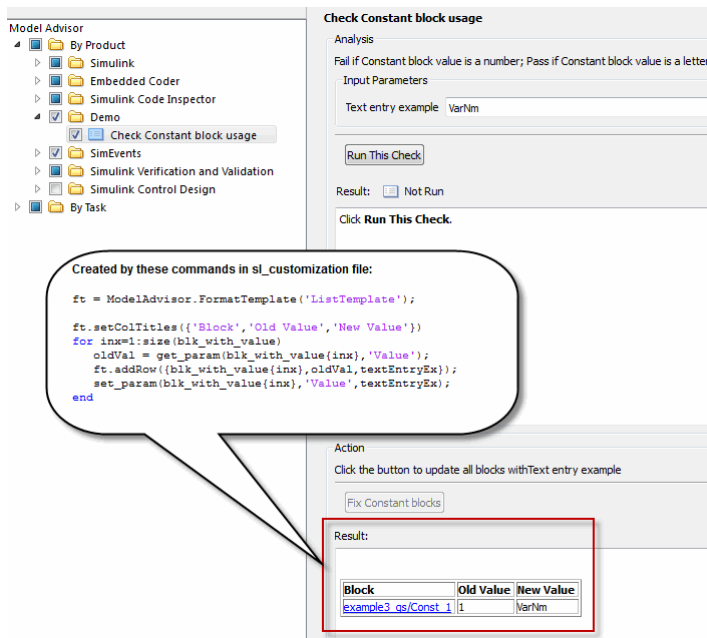 Model Advisor
By Product
Simulink
Embedded Coder
Simulink Code Inspector
Demo
Check Constant block usage
SimEvents
Simulink Verification and Validation
Simulink Control Design
By Task
Check Constant block usage
Analysis
Fail if Constant block value is a number; Pass if Constant block value is a letter
Input Parameters
Text entry example VarNm
Run This Check
Result: Not Run
Click Run This Check.
Created by these commands in sl_customization file:
ft = ModelAdvisor.FormatTemplate('ListTemplate');
ft.setColTitles({'Block','Old Value','New Value'})
for inx=1:size(blk_with_value)
oldVal = get_param(blk_with_value{inx},'Value');
ft.addRow({blk_with_value{inx},oldVal,textEntryEx});
set_param(blk_with_value{inx},'Value',textEntryEx);
end
Action
Click the button to update all blocks withText entry example
Fix Constant blocks
Result:
Block Old Value New Value
example3_qs/Const_1 1 VarNm